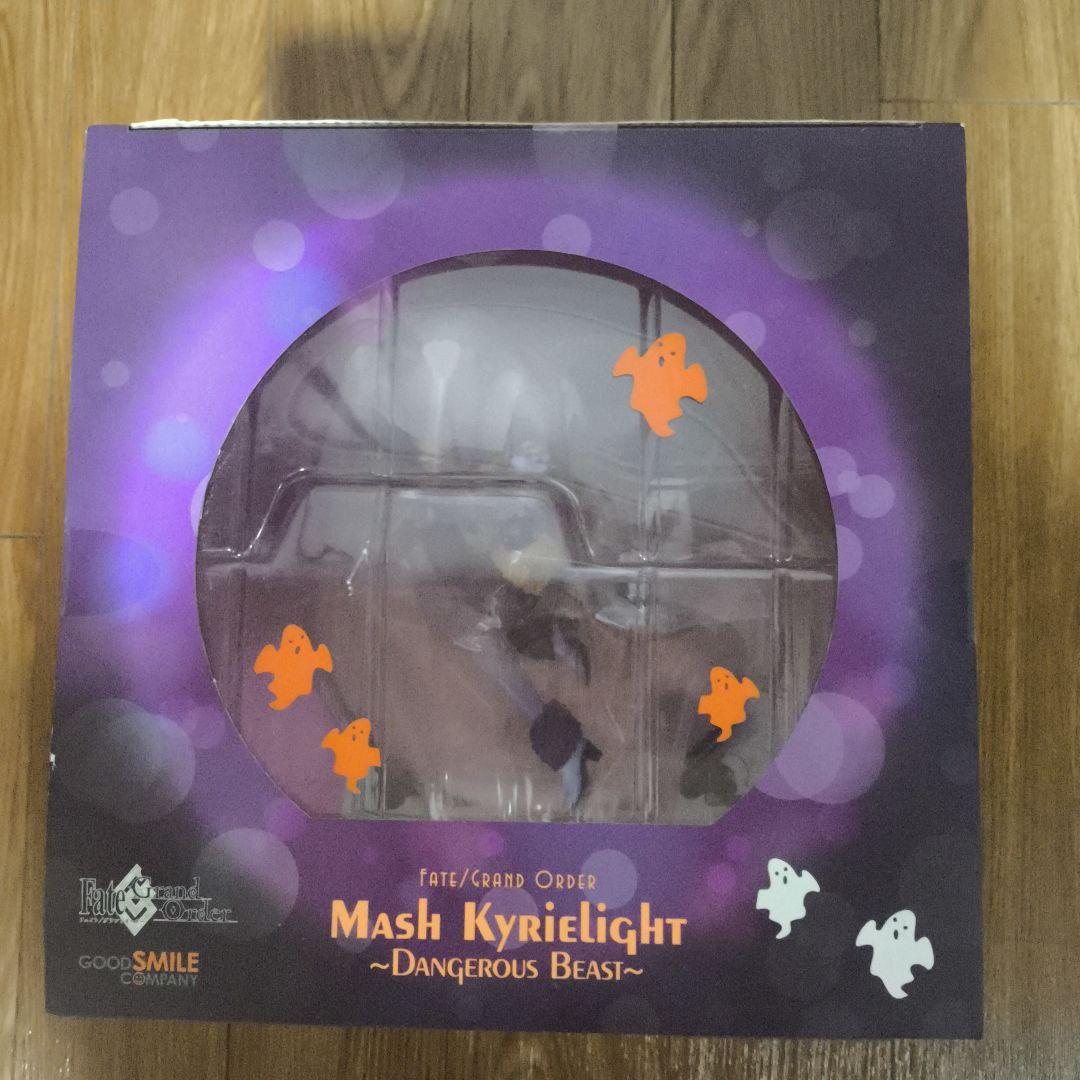 Fate/Grand Order
Mash Kyrielight
~Dangerous Beast~
Fate Grand
Order
GOOD SMILE
COMPANY